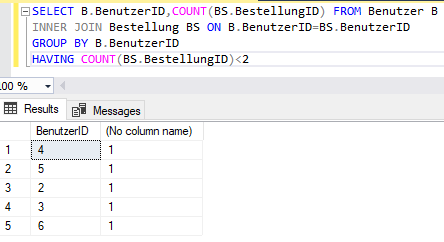 SELECT B.BenutzerID,COUNT(BS.BestellungID) FROM Benutzer B
INNER JOIN Bestellung BS ON B.BenutzerID=BS.BenutzerID
GROUP BY B.BenutzerID
HAVING COUNT(BS.BestellungID)<2
00 %
Results Messages
BenutzerID (No column name)
1 4 1
2 5 1
3 2 1
4 3 1
5 6 1